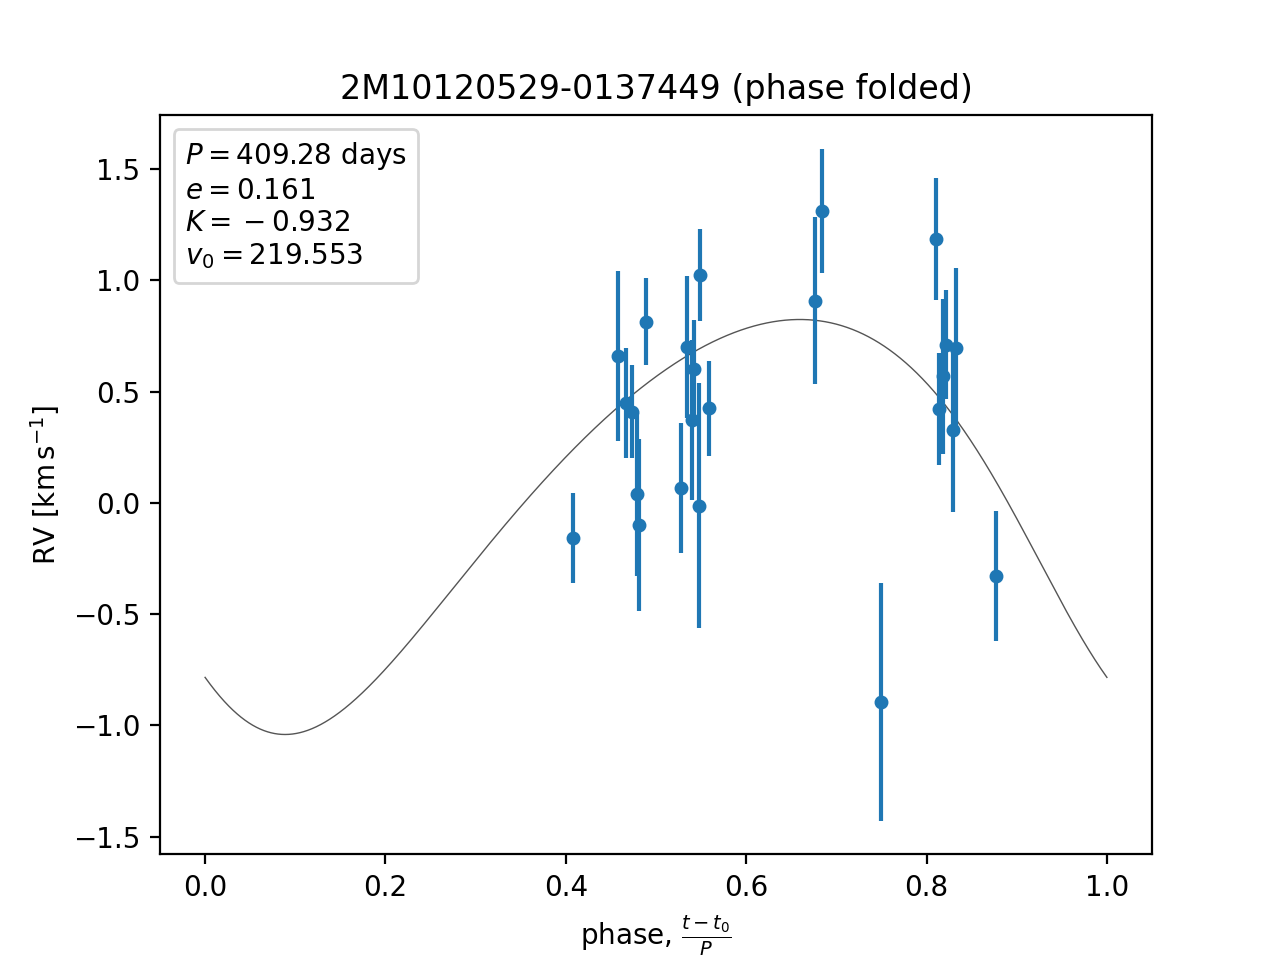 2M10120529-0137449 (phase folded)
P = 409.28 days
e = 0.161
K = −0.932
v₀ = 219.553
1.5
1.0
0.5
0.0
−0.5
−1.0
−1.5
RV [km s⁻¹]
0.0 0.2 0.4 0.6 0.8 1.0
phase, (t − t₀)/P